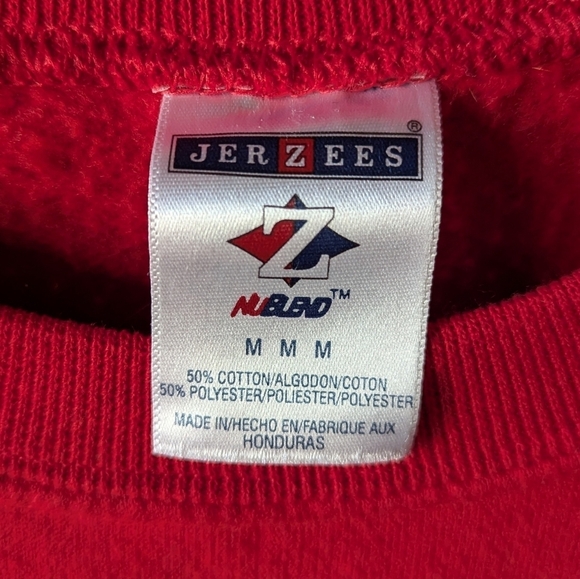 JERZEES®
Z
NUBLEND™
M M M
50% COTTON/ALGODON/COTON
50% POLYESTER/POLIESTER/POLYESTER
MADE IN/HECHO EN/FABRIQUE AUX
HONDURAS